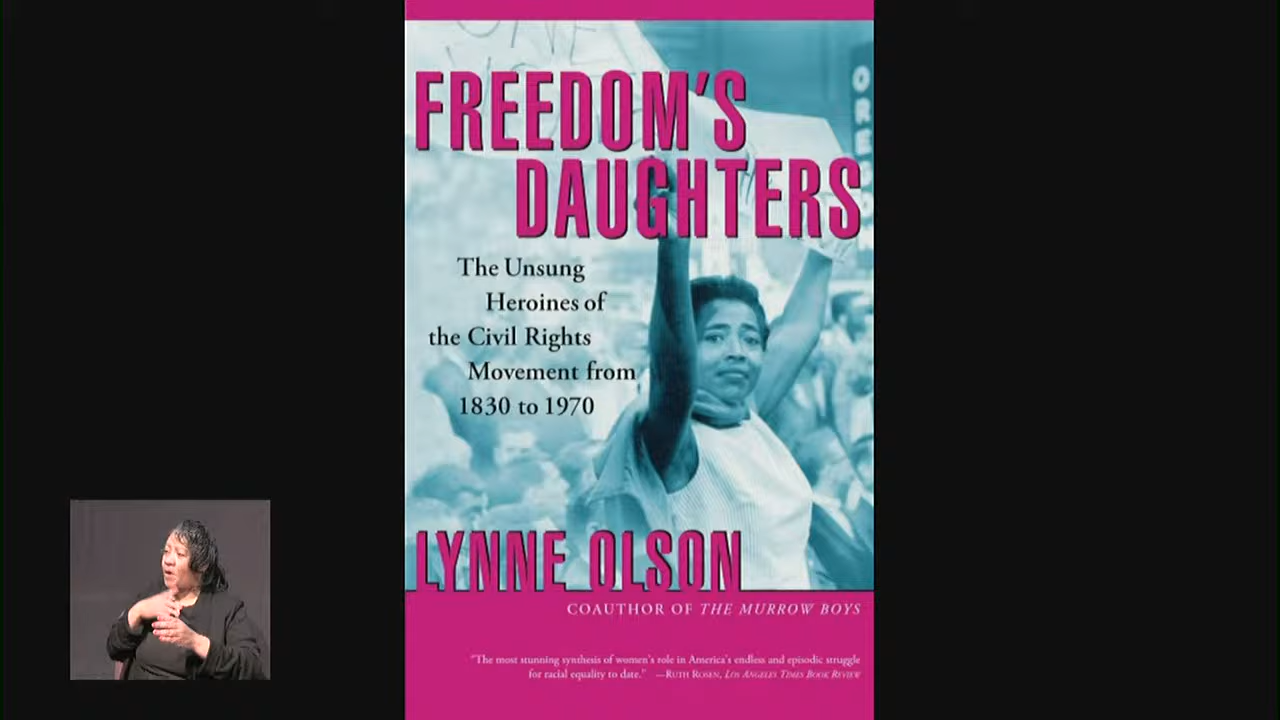 FREEDOM'S
DAUGHTERS
The Unsung
Heroines of
the Civil Rights
Movement from
1830 to 1970
LYNNE OLSON
COAUTHOR OF THE MURROW BOYS
"The most stunning synthesis of women's role in America's endless and episodic struggle
for racial equality to date." —RUTH ROSEN, LOS ANGELES TIMES BOOK REVIEW